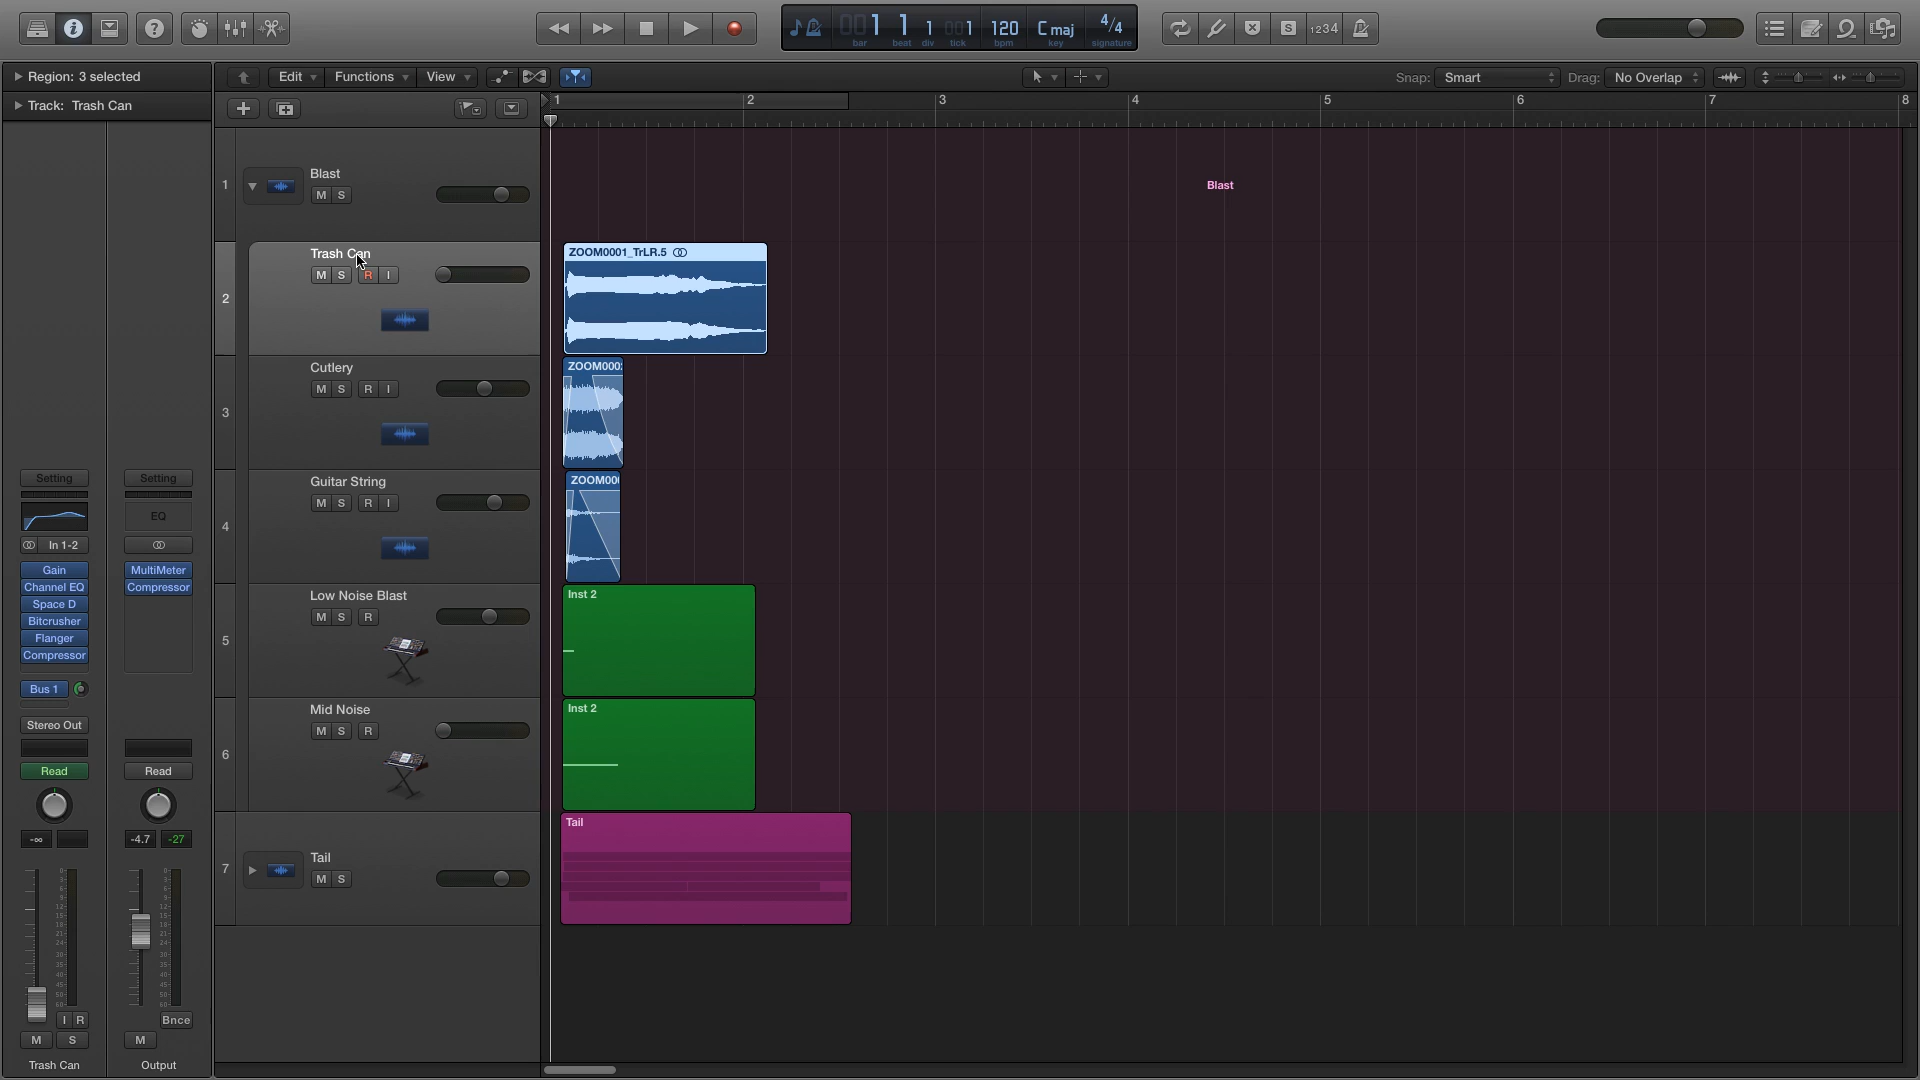 1 bar
1 beat
1 div
1 tick
120 bpm
C maj key
4/4 signature
S
1234
Region: 3 selected
Edit
Functions
View
Snap: Smart
Drag: No Overlap
Track: Trash Can
1 2 3 4 5 6 7 8
1
Blast
M S
Blast
2
Trash Can
M S R I
ZOOM0001_TrLR.5
3
Cutlery
M S R I
ZOOM000
4
Guitar String
M S R I
ZOOM00
5
Low Noise Blast
M S R
Inst 2
6
Mid Noise
M S R
Inst 2
7
Tail
M S
Tail
Setting
Setting
EQ
In 1-2
Gain
Channel EQ
Space D
Bitcrusher
Flanger
Compressor
MultiMeter
Compressor
Bus 1
Stereo Out
Read
Read
-∞
-4.7
-27
I R
Bnce
M S
M
Trash Can
Output